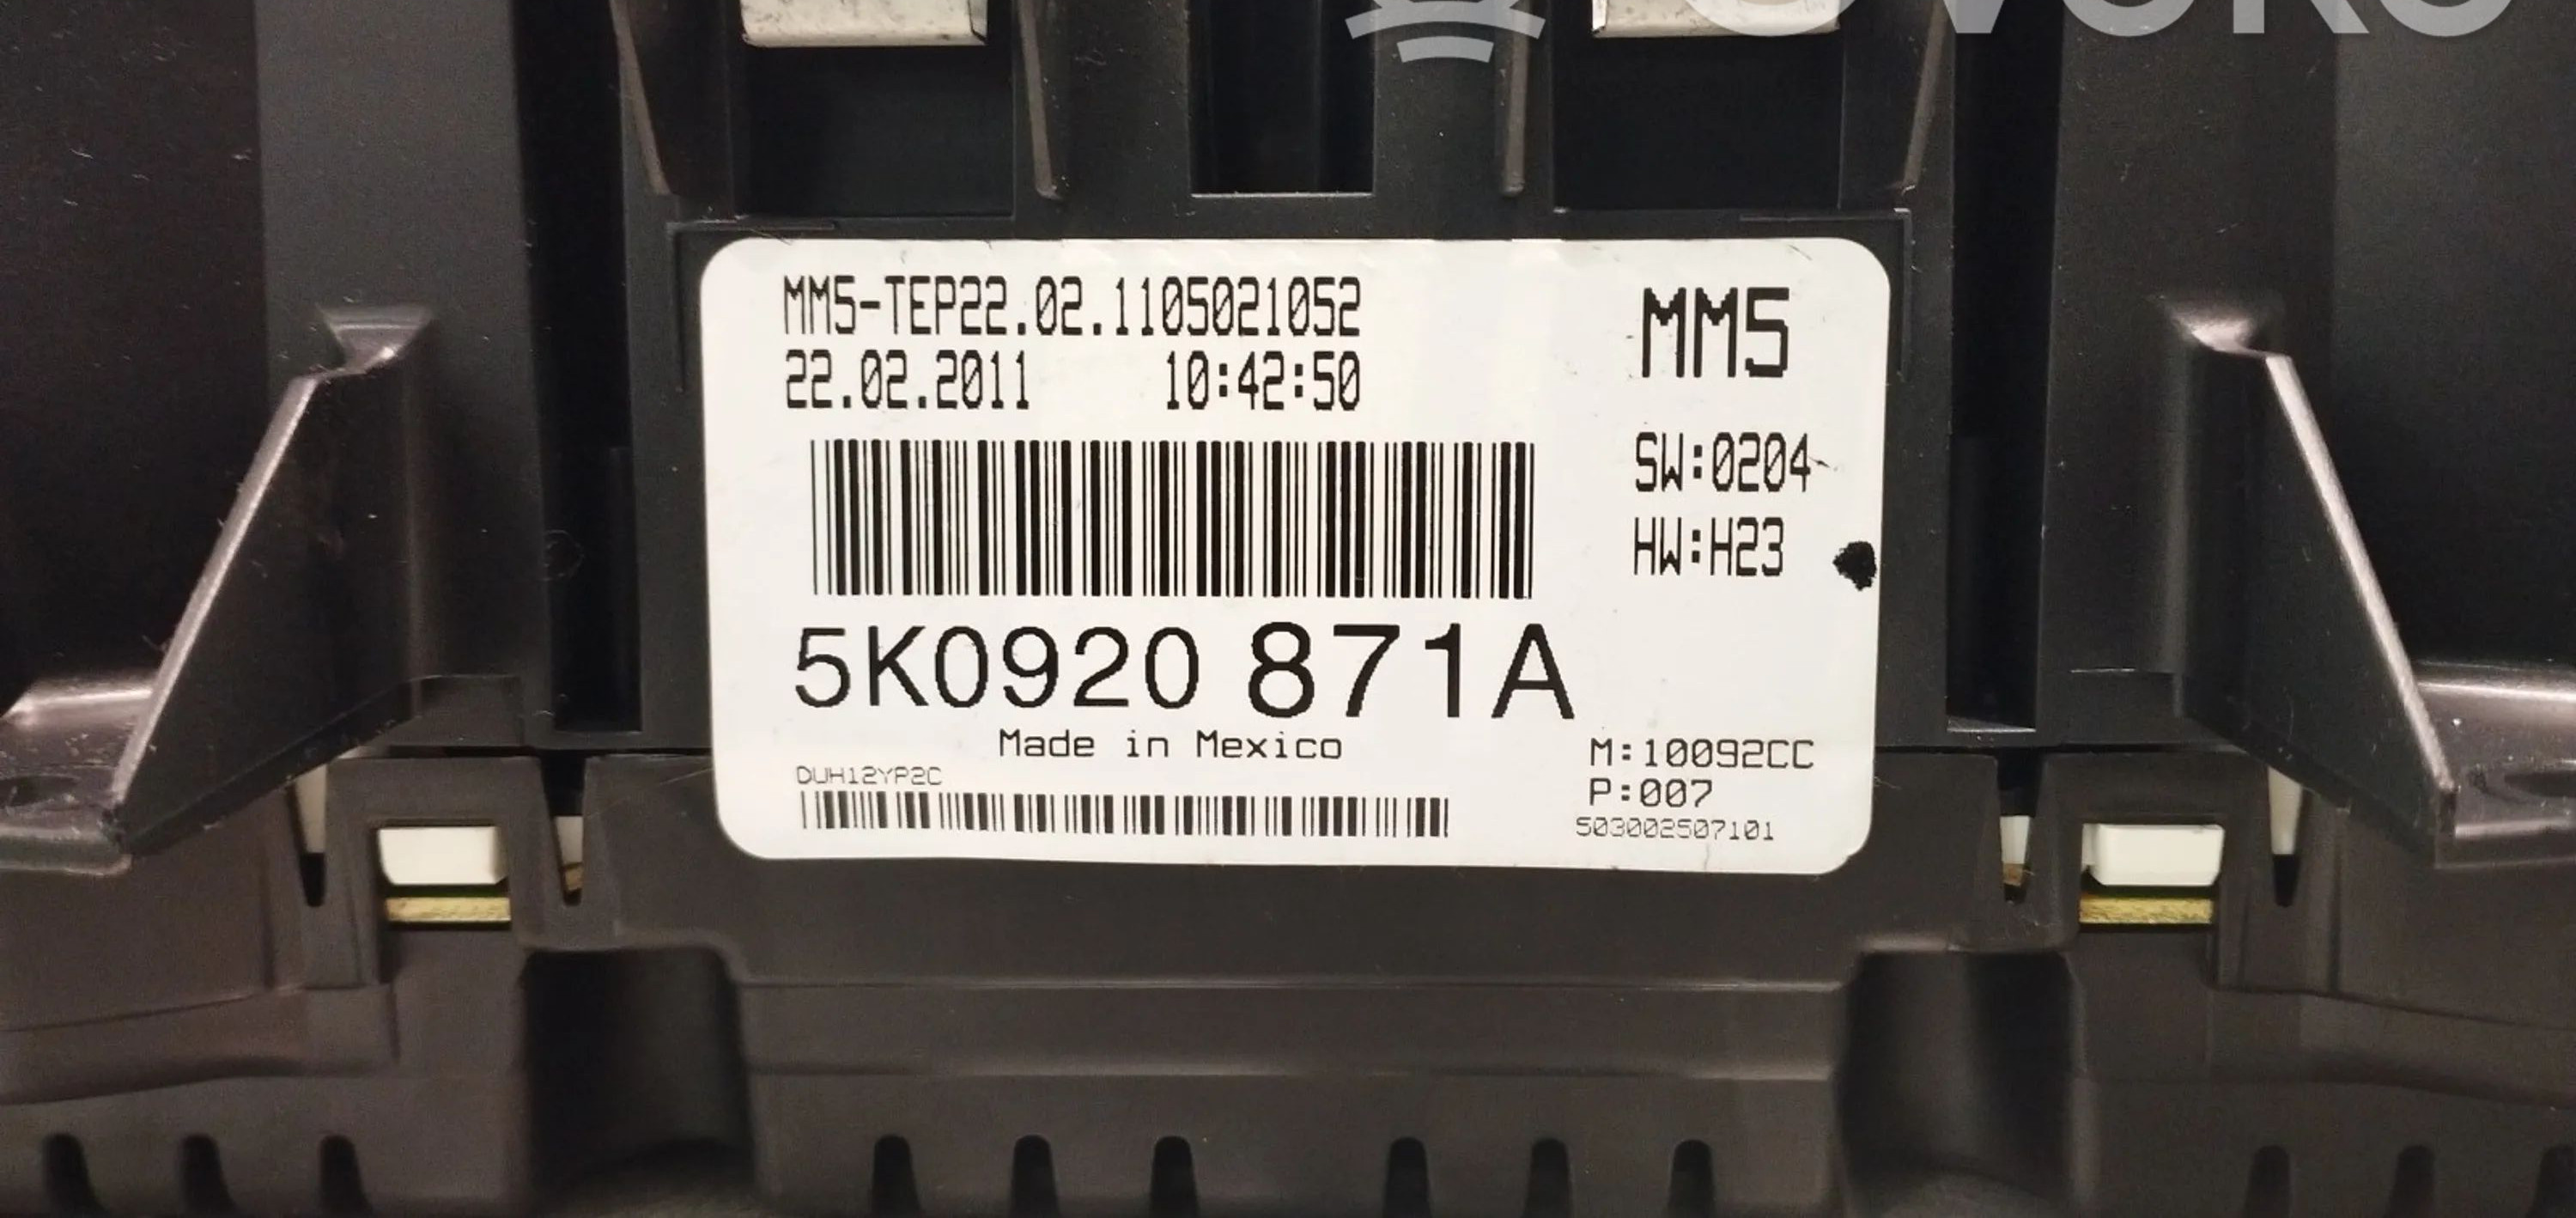 MM5-TEP22.02.1105021052
22.02.2011 10:42:50
MM5
SW:0204
HW:H23
5K0920 871A
Made in Mexico
DUH12YP2C
M:10092CC
P:007
503002507101